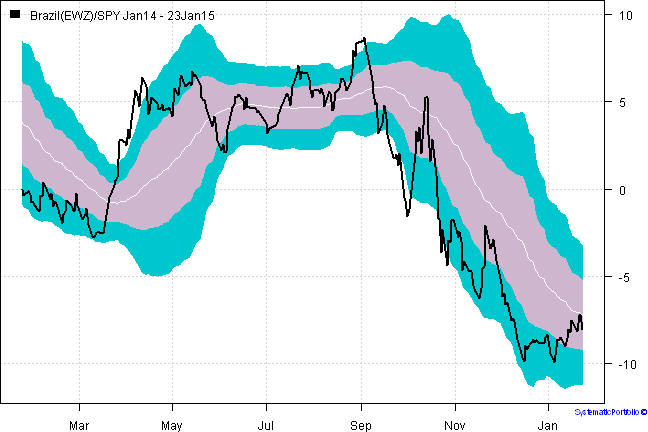 Brazil(EWZ)/SPY Jan14 - 23Jan15
10
5
0
-5
-10
Mar May Jul Sep Nov Jan
SystematicPortfolio ©